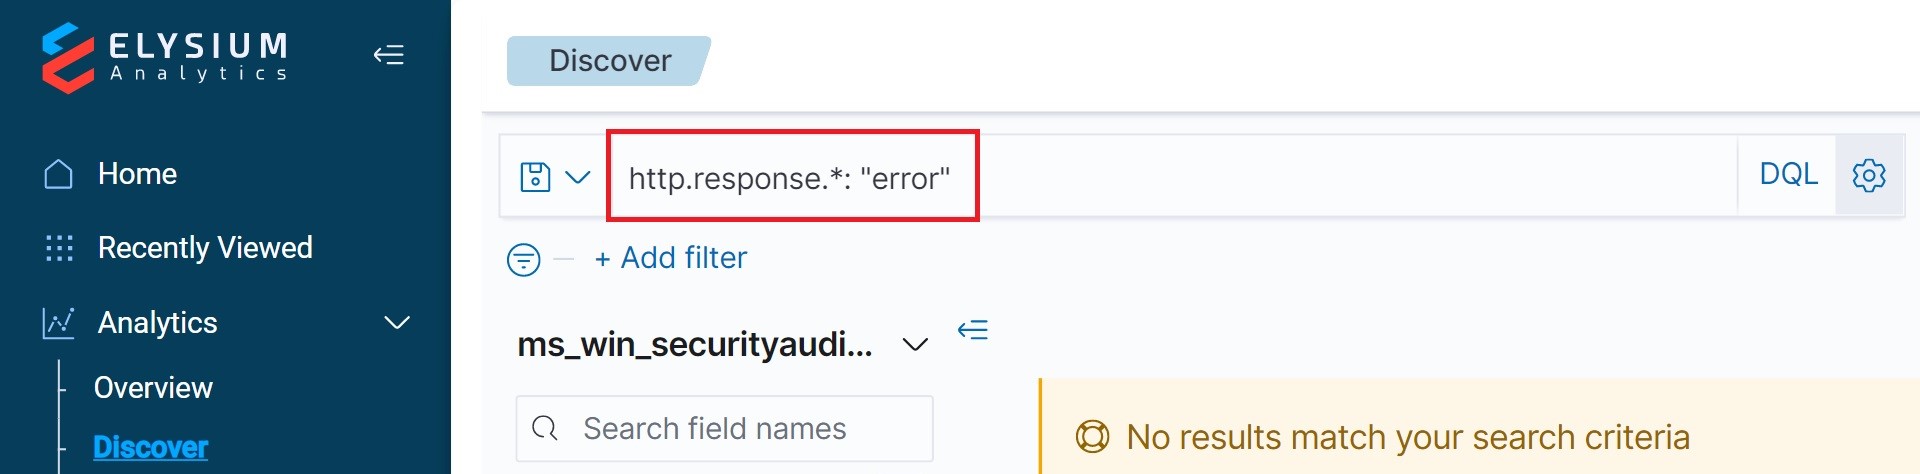 ELYSIUM
Analytics
Home
Recently Viewed
Analytics
Overview
Discover
Discover
http.response.*: "error"
DQL
+ Add filter
ms_win_securityaudi...
Search field names
No results match your search criteria